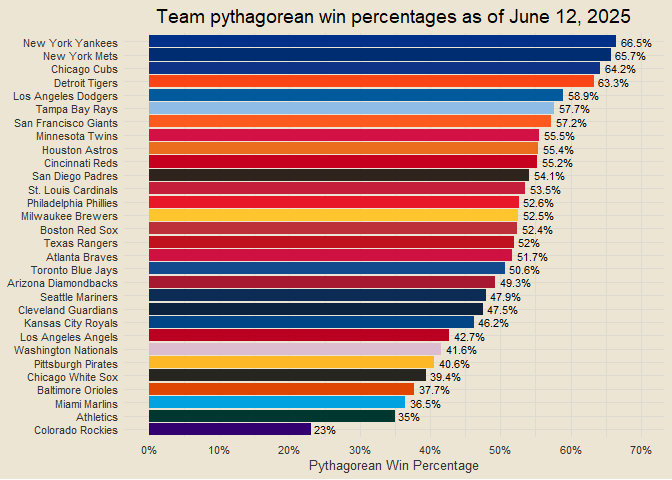 Team pythagorean win percentages as of June 12, 2025
New York Yankees 66.5%
New York Mets 65.7%
Chicago Cubs 64.2%
Detroit Tigers 63.3%
Los Angeles Dodgers 58.9%
Tampa Bay Rays 57.7%
San Francisco Giants 57.2%
Minnesota Twins 55.5%
Houston Astros 55.4%
Cincinnati Reds 55.2%
San Diego Padres 54.1%
St. Louis Cardinals 53.5%
Philadelphia Phillies 52.6%
Milwaukee Brewers 52.5%
Boston Red Sox 52.4%
Texas Rangers 52%
Atlanta Braves 51.7%
Toronto Blue Jays 50.6%
Arizona Diamondbacks 49.3%
Seattle Mariners 47.9%
Cleveland Guardians 47.5%
Kansas City Royals 46.2%
Los Angeles Angels 42.7%
Washington Nationals 41.6%
Pittsburgh Pirates 40.6%
Chicago White Sox 39.4%
Baltimore Orioles 37.7%
Miami Marlins 36.5%
Athletics 35%
Colorado Rockies 23%
0% 10% 20% 30% 40% 50% 60% 70%
Pythagorean Win Percentage